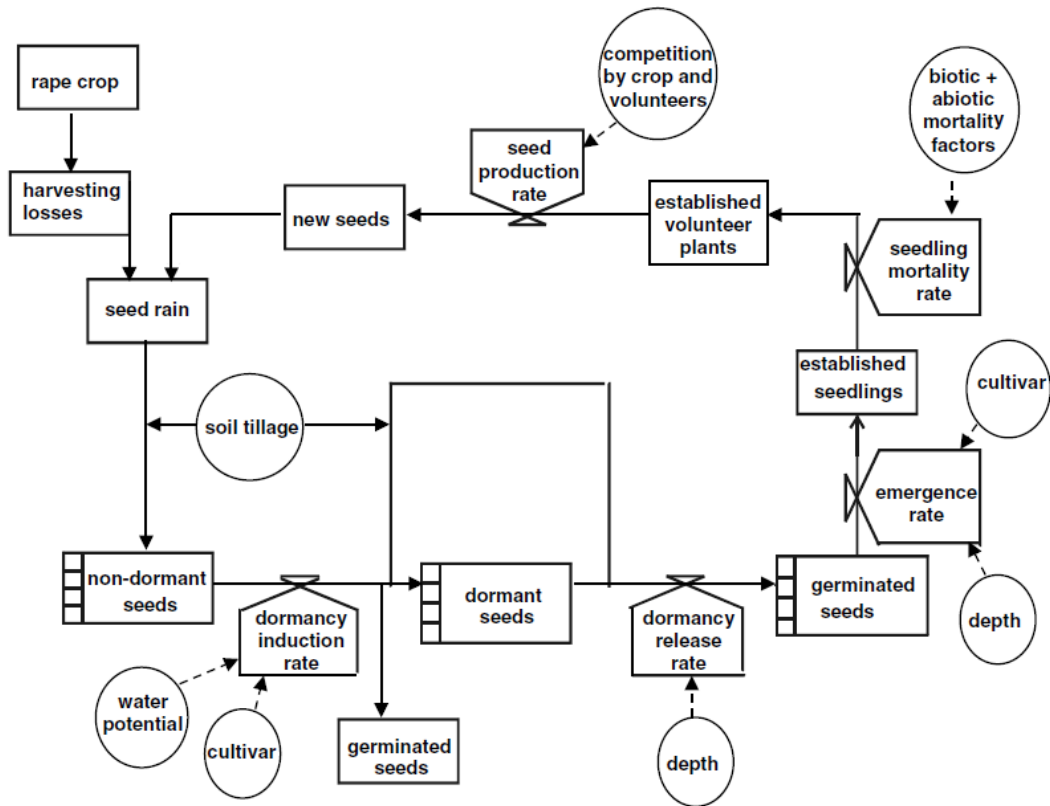 rape crop
harvesting
losses
seed rain
new seeds
seed
production
rate
competition
by crop and
volunteers
established
volunteer
plants
biotic +
abiotic
mortality
factors
seedling
mortality
rate
established
seedlings
cultivar
emergence
rate
depth
soil tillage
non-dormant
seeds
dormancy
induction
rate
water
potential
cultivar
germinated
seeds
dormant
seeds
dormancy
release
rate
depth
germinated
seeds